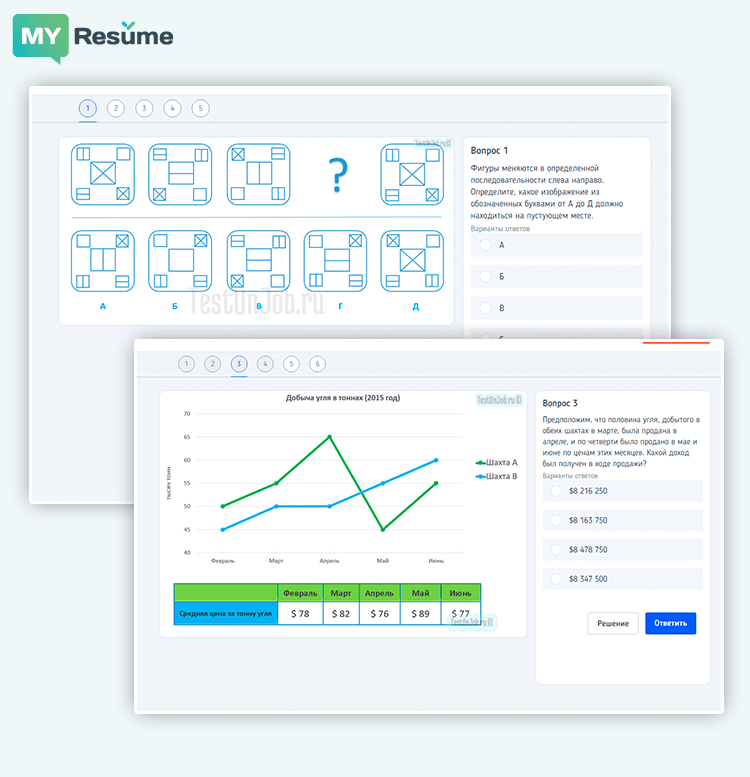 MY Resume
1 2 3 4 5
TestOnJob.ru
?
А Б В Г Д
TestOnJob.ru
Вопрос 1
Фигуры меняются в определенной
последовательности слева направо.
Определите, какое изображение из
обозначенных буквами от А до Д должно
находиться на пустующем месте.
Варианты ответов
А
Б
В
1 2 3 4 5 6
Добыча угля в тоннах (2015 год)
TestOnJob.ru
70
65
60
55
50
45
40
тысяч тонн
Февраль Март Апрель Май Июнь
Шахта А
Шахта В
Февраль Март Апрель Май Июнь
Средняя цена за тонну угля $ 78 $ 82 $ 76 $ 89 $ 77
TestOnJob.ru
Вопрос 3
Предположим, что половина угля, добытого в
обеих шахтах в марте, была продана в
апреле, и по четверти было продано в мае и
июне по ценам этих месяцев. Какой доход
был получен в ходе продажи?
Варианты ответов
$8 216 250
$8 163 750
$8 478 750
$8 347 500
Решение
Ответить